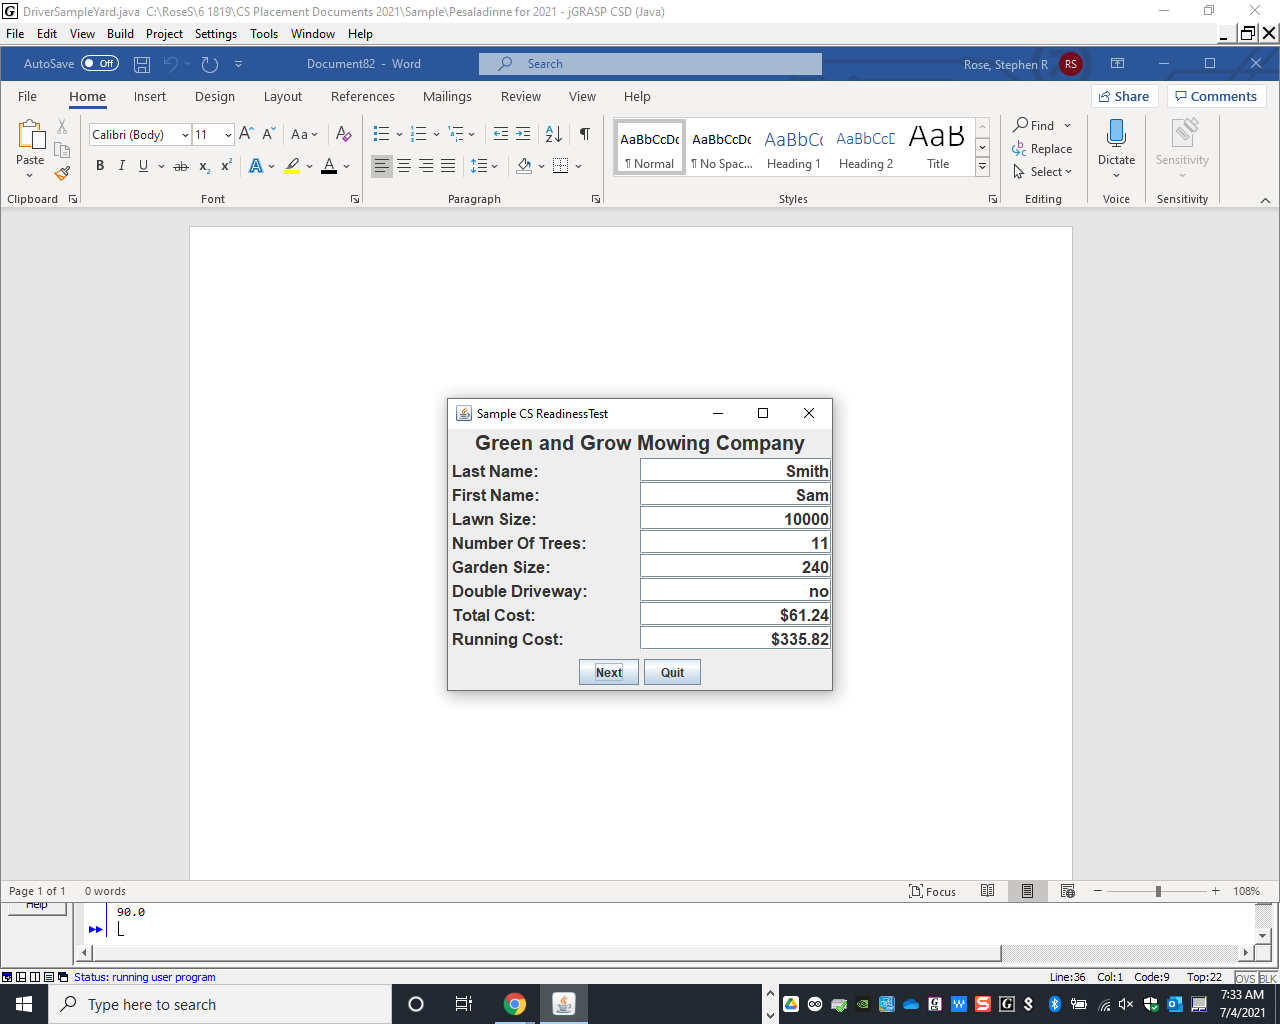 DriverSampleYard.java C:\RoseS\6 1819\CS Placement Documents 2021\Sample\Pesaladinne for 2021 - jGRASP CSD (Java)
File Edit View Build Project Settings Tools Window Help
AutoSave Off Document82 - Word Search Rose, Stephen R RS
File Home Insert Design Layout References Mailings Review View Help Share Comments
Paste Calibri (Body) 11 Aa Find Replace Select Dictate Sensitivity
AaBbCcDc AaBbCcDc AaBbCc AaBbCcD AaB
¶ Normal ¶ No Spac... Heading 1 Heading 2 Title
Clipboard Font Paragraph Styles Editing Voice Sensitivity
Sample CS ReadinessTest
Green and Grow Mowing Company
Last Name: Smith
First Name: Sam
Lawn Size: 10000
Number Of Trees: 11
Garden Size: 240
Double Driveway: no
Total Cost: $61.24
Running Cost: $335.82
Next Quit
Page 1 of 1 0 words Focus 108%
Help 90.0
Status: running user program Line:36 Col:1 Code:9 Top:22 OVS BLK
Type here to search 7:33 AM
7/4/2021